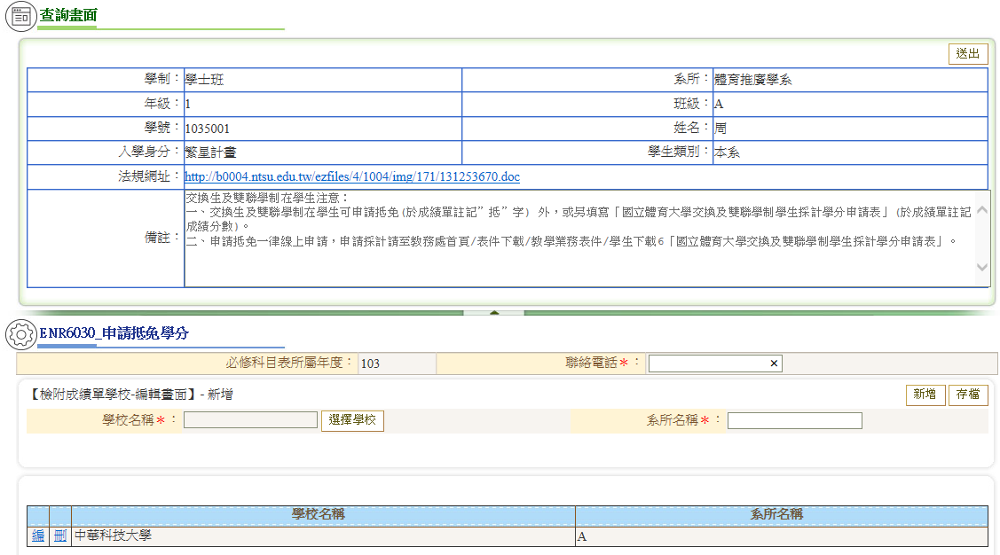 查詢畫面
送出
學制：學士班 系所：體育推廣學系
年級：1 班級：A
學號：1035001 姓名：周
入學身分：繁星計畫 學生類別：本系
法規網址：http://b0004.ntsu.edu.tw/ezfiles/4/1004/img/171/131253670.doc
交換生及雙聯學制在學生注意：
一、交換生及雙聯學制在學生可申請抵免(於成績單註記”抵”字) 外，或另填寫「國立體育大學交換及雙聯學制學生採計學分申請表」(於成績單註記
成績分數)。
備註：
二、申請抵免一律線上申請，申請採計請至教務處首頁/表件下載/教學業務表件/學生下載6「國立體育大學交換及雙聯學制學生採計學分申請表」。
ENR6030_申請抵免學分
必修科目表所屬年度：103 聯絡電話＊： ×
【檢附成績單學校-編輯畫面】- 新增 新增 存檔
學校名稱＊： 選擇學校 系所名稱＊：
學校名稱 系所名稱
編 刪 中華科技大學 A